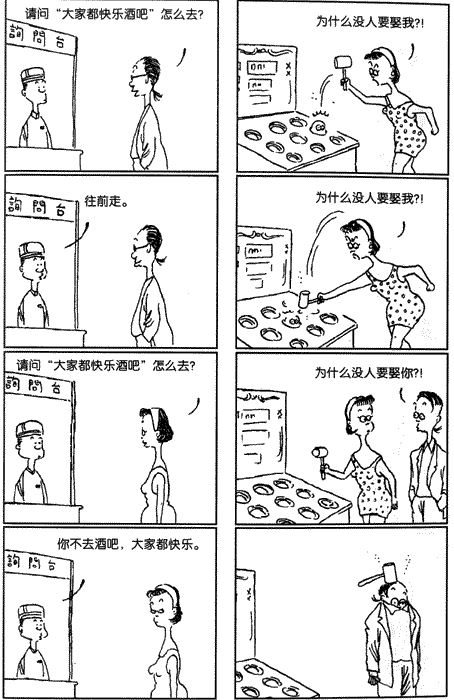 请问“大家都快乐酒吧”怎么去?
詢問台
往前走。
詢問台
请问“大家都快乐酒吧”怎么去?
詢問台
你不去酒吧，大家都快乐。
詢問台
为什么没人要娶我?!
为什么没人要娶我?!
为什么没人要娶你?!